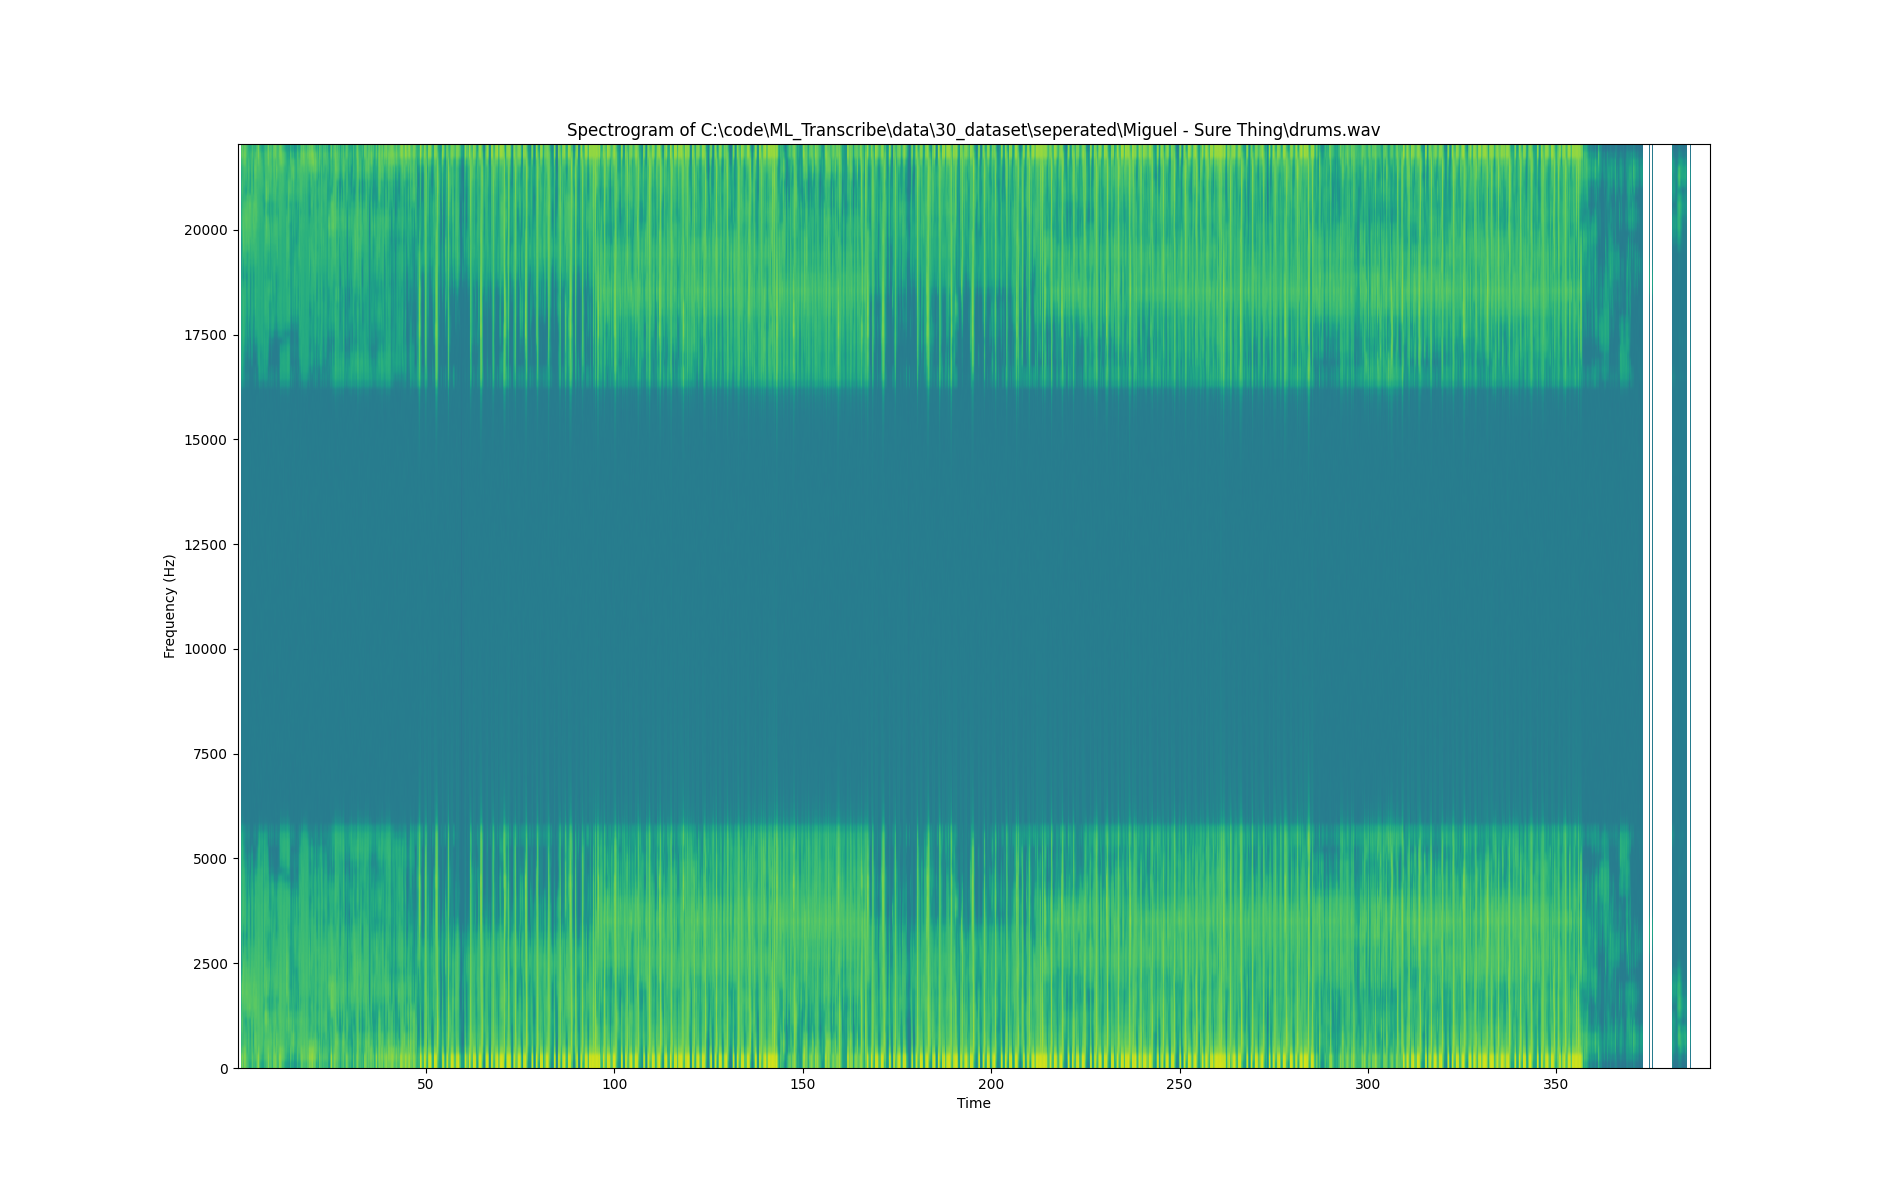 Spectrogram of C:\code\ML_Transcribe\data\30_dataset\seperated\Miguel - Sure Thing\drums.wav
Frequency (Hz)
20000
17500
15000
12500
10000
7500
5000
2500
0
50 100 150 200 250 300 350
Time